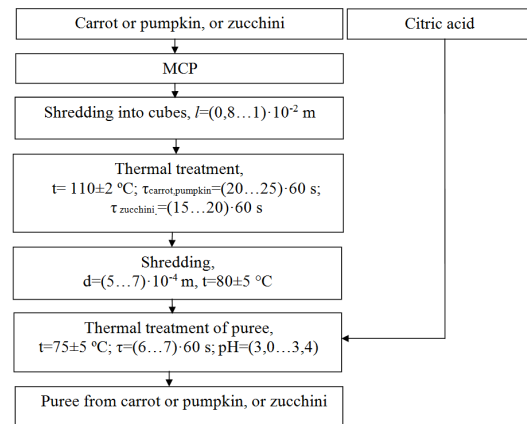 Carrot or pumpkin, or zucchini
Citric acid
MCP
Shredding into cubes, l=(0,8…1)·10⁻² m
Thermal treatment,
t= 110±2 ºC; τcarrot,pumpkin=(20…25)·60 s;
τ zucchini.=(15…20)·60 s
Shredding,
d=(5…7)·10⁻⁴ m, t=80±5 °C
Thermal treatment of puree,
t=75±5 ºC; τ=(6…7)·60 s; pH=(3,0…3,4)
Puree from carrot or pumpkin, or zucchini